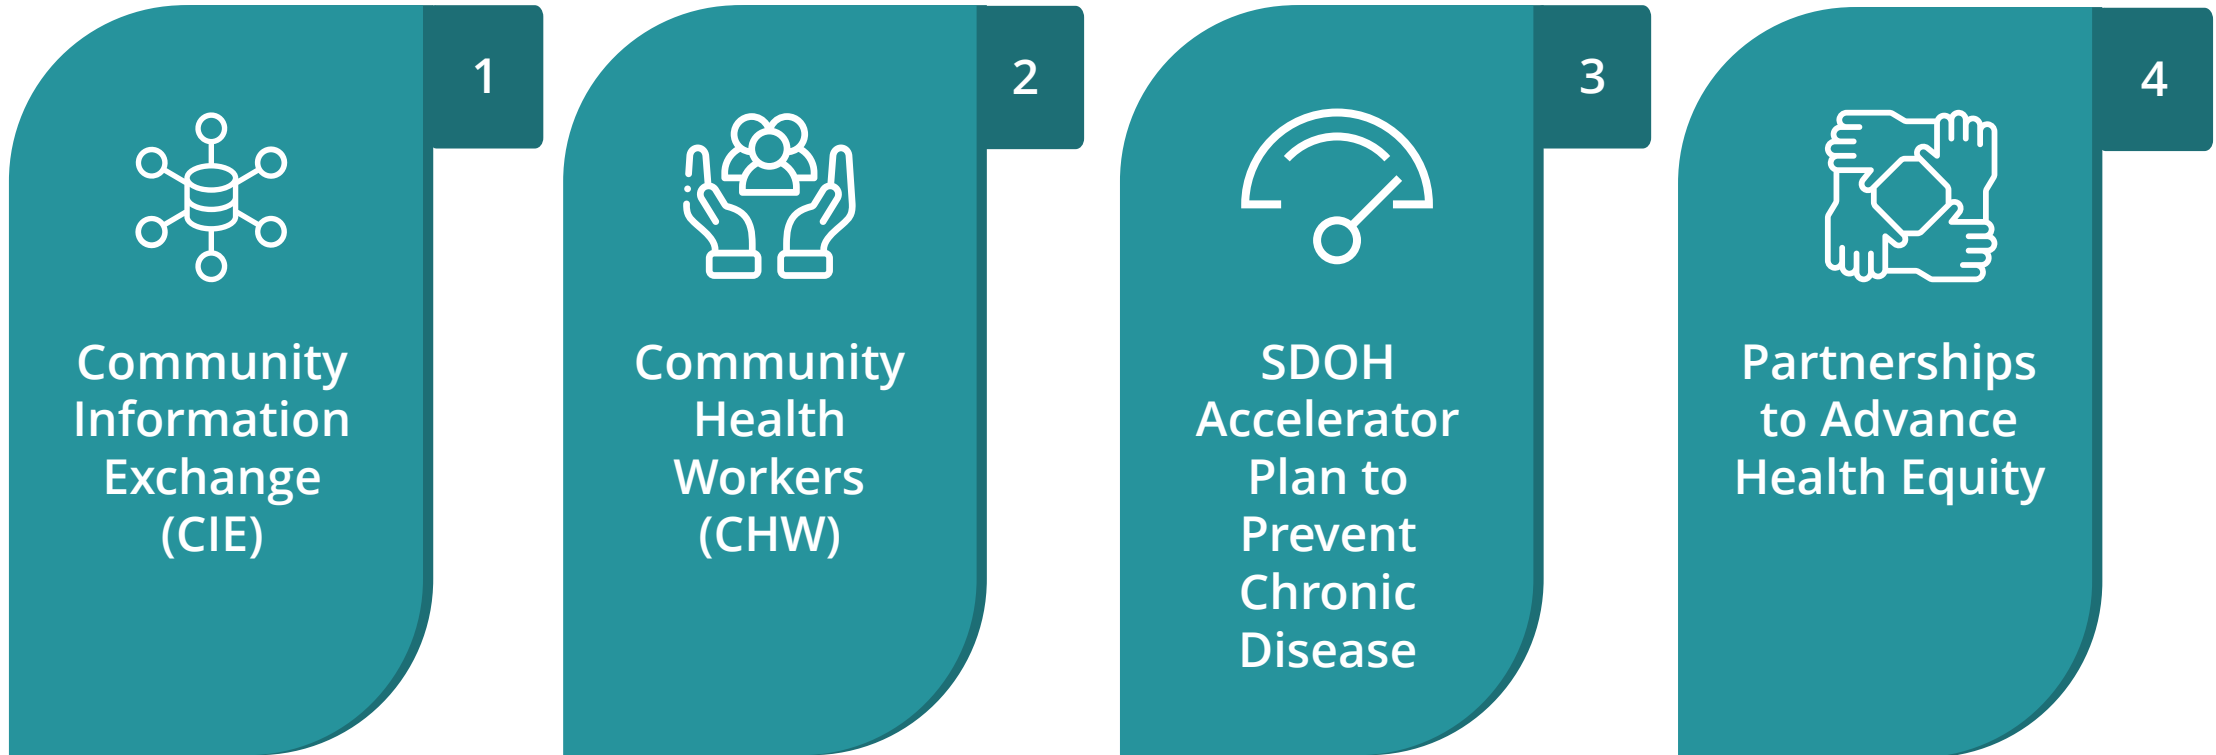 1
Community
Information
Exchange
(CIE)
2
Community
Health
Workers
(CHW)
3
SDOH
Accelerator
Plan to
Prevent
Chronic
Disease
4
Partnerships
to Advance
Health Equity